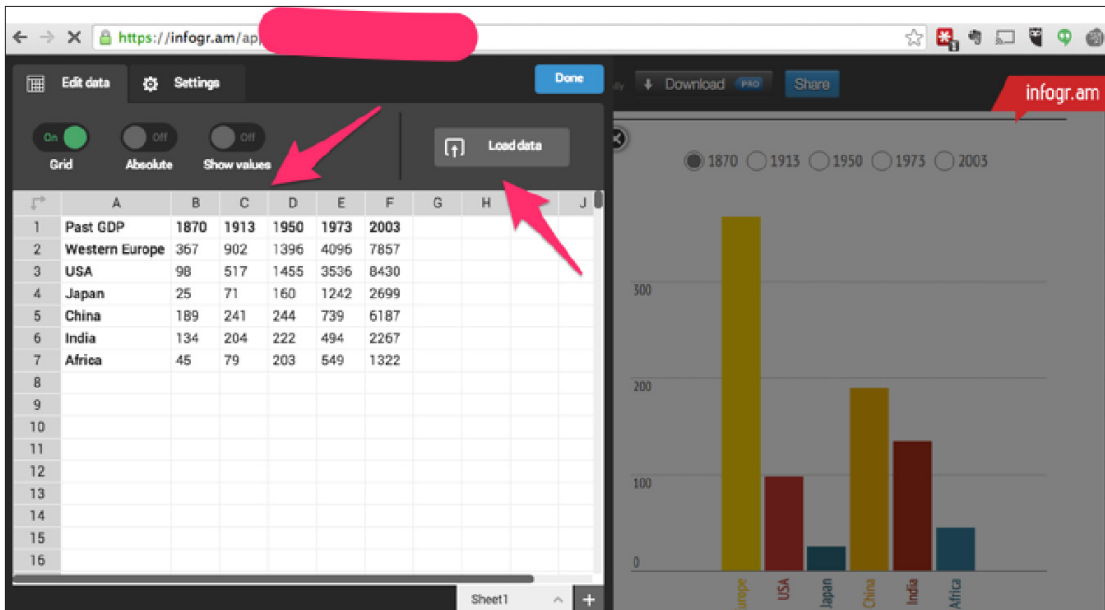 https://infogr.am/ap
Edit data
Settings
Done
Download PRO
Share
infogr.am
On
Off
Off
Grid
Absolute
Show values
Load data
1870 1913 1950 1973 2003
A B C D E F G H J
1 Past GDP 1870 1913 1950 1973 2003
2 Western Europe 367 902 1396 4096 7857
3 USA 98 517 1455 3536 8430
4 Japan 25 71 160 1242 2699
5 China 189 241 244 739 6187
6 India 134 204 222 494 2267
7 Africa 45 79 203 549 1322
8
9
10
11
12
13
14
15
16
Sheet1
+
300
200
100
0
urope
USA
Japan
China
India
Africa